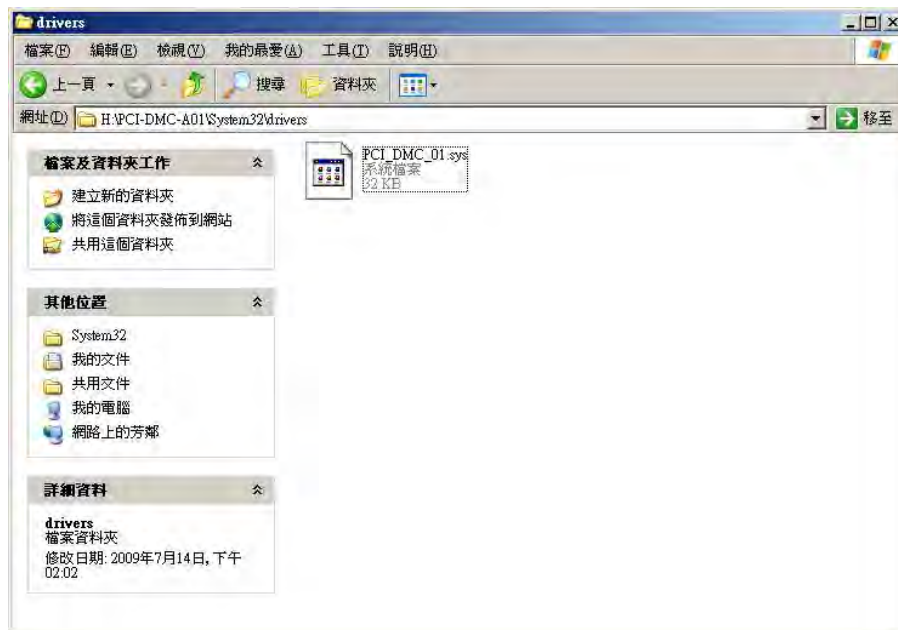 drivers
檔案(F) 編輯(E) 檢視(V) 我的最愛(A) 工具(T) 說明(H)
上一頁 搜尋 資料夾
網址(D) H:\PCI-DMC-A01\System32\drivers 移至
檔案及資料夾工作
建立新的資料夾
將這個資料夾發佈到網站
共用這個資料夾
其他位置
System32
我的文件
共用文件
我的電腦
網路上的芳鄰
詳細資料
drivers
檔案資料夾
修改日期: 2009年7月14日, 下午
02:02
PCI_DMC_01.sys
系統檔案
32 KB